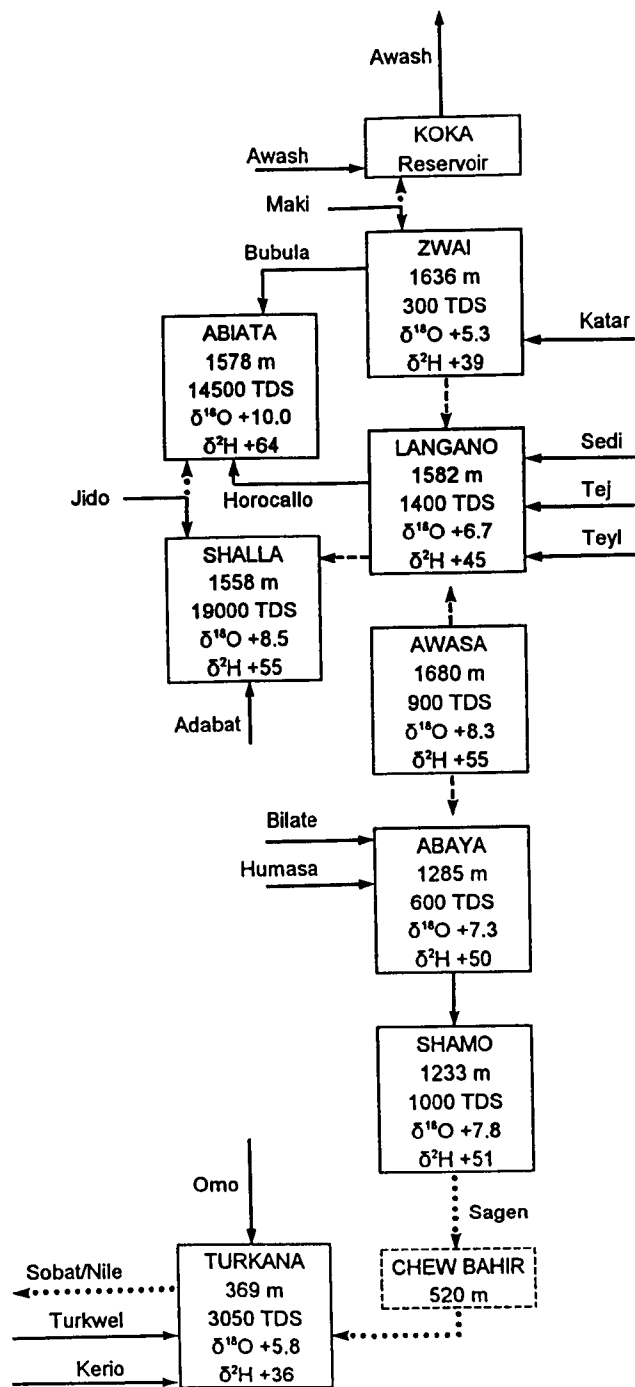 Awash
KOKA
Reservoir
Awash
Maki
ZWAI
1636 m
300 TDS
δ¹⁸O +5.3
δ²H +39
Bubula
Katar
ABIATA
1578 m
14500 TDS
δ¹⁸O +10.0
δ²H +64
LANGANO
1582 m
1400 TDS
δ¹⁸O +6.7
δ²H +45
Sedi
Tej
Teyl
Jido
Horocallo
SHALLA
1558 m
19000 TDS
δ¹⁸O +8.5
δ²H +55
Adabat
AWASA
1680 m
900 TDS
δ¹⁸O +8.3
δ²H +55
Bilate
Humasa
ABAYA
1285 m
600 TDS
δ¹⁸O +7.3
δ²H +50
SHAMO
1233 m
1000 TDS
δ¹⁸O +7.8
δ²H +51
Omo
Sagen
Sobat/Nile
Turkwel
Kerio
TURKANA
369 m
3050 TDS
δ¹⁸O +5.8
δ²H +36
CHEW BAHIR
520 m